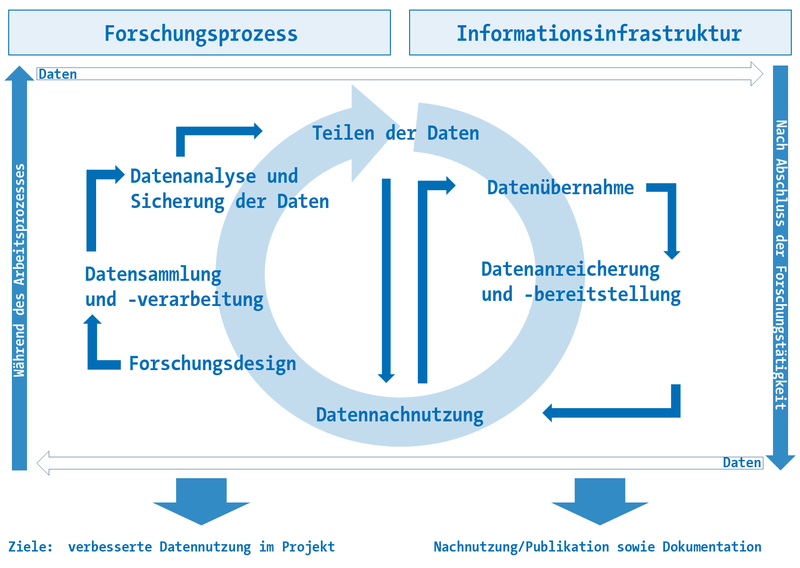 Forschungsprozess
Informationsinfrastruktur
Daten
Während des Arbeitsprozesses
Nach Abschluss der Forschungstätigkeit
Teilen der Daten
Datenanalyse und
Sicherung der Daten
Datenübernahme
Datensammlung
und -verarbeitung
Datenanreicherung
und -bereitstellung
Forschungsdesign
Datennachnutzung
Daten
Ziele: verbesserte Datennutzung im Projekt
Nachnutzung/Publikation sowie Dokumentation